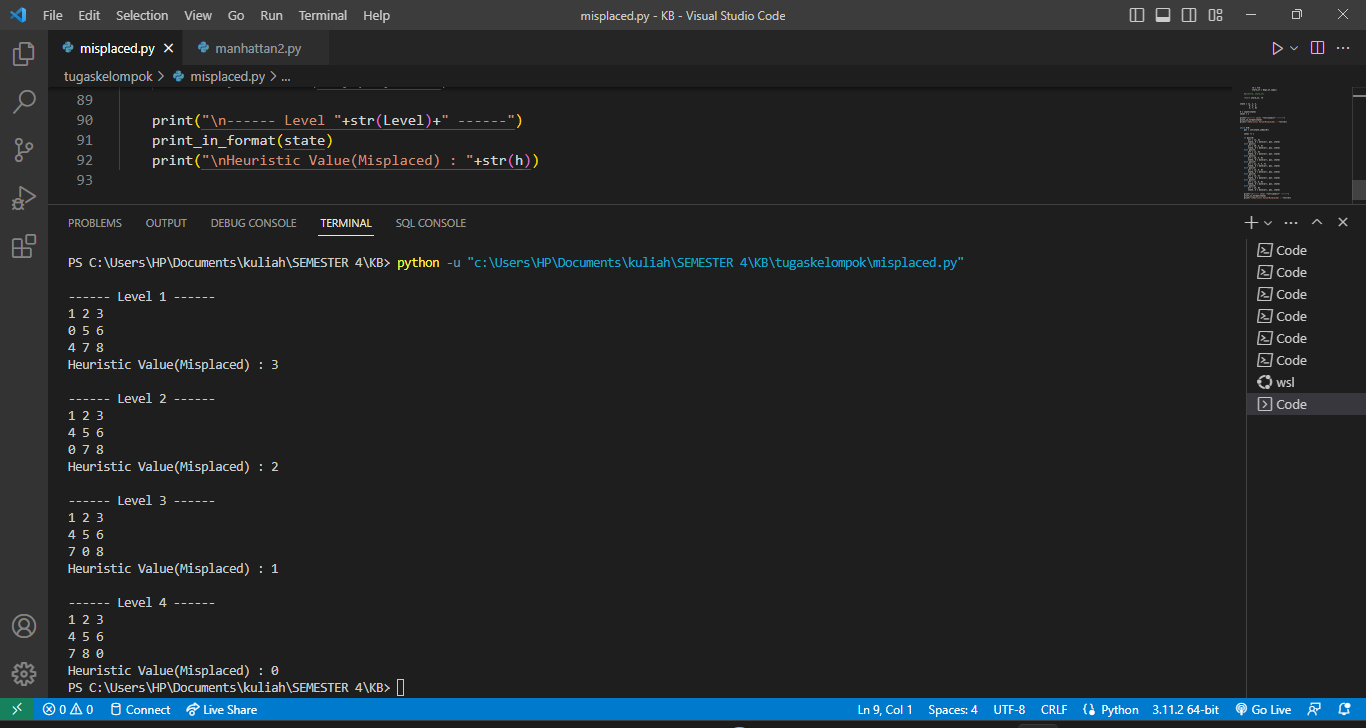 File Edit Selection View Go Run Terminal Help misplaced.py - KB - Visual Studio Code
misplaced.py manhattan2.py
tugaskelompok > misplaced.py > ...
89
90 print("\n------ Level "+str(Level)+" ------")
91 print_in_format(state)
92 print("\nHeuristic Value(Misplaced) : "+str(h))
93
PROBLEMS OUTPUT DEBUG CONSOLE TERMINAL SQL CONSOLE
PS C:\Users\HP\Documents\kuliah\SEMESTER 4\KB> python -u "c:\Users\HP\Documents\kuliah\SEMESTER 4\KB\tugaskelompok\misplaced.py"
------ Level 1 ------
1 2 3
0 5 6
4 7 8
Heuristic Value(Misplaced) : 3
------ Level 2 ------
1 2 3
4 5 6
0 7 8
Heuristic Value(Misplaced) : 2
------ Level 3 ------
1 2 3
4 5 6
7 0 8
Heuristic Value(Misplaced) : 1
------ Level 4 ------
1 2 3
4 5 6
7 8 0
Heuristic Value(Misplaced) : 0
PS C:\Users\HP\Documents\kuliah\SEMESTER 4\KB>
Code
Code
Code
Code
Code
Code
wsl
Code
0 0 Connect Live Share Ln 9, Col 1 Spaces: 4 UTF-8 CRLF Python 3.11.2 64-bit Go Live